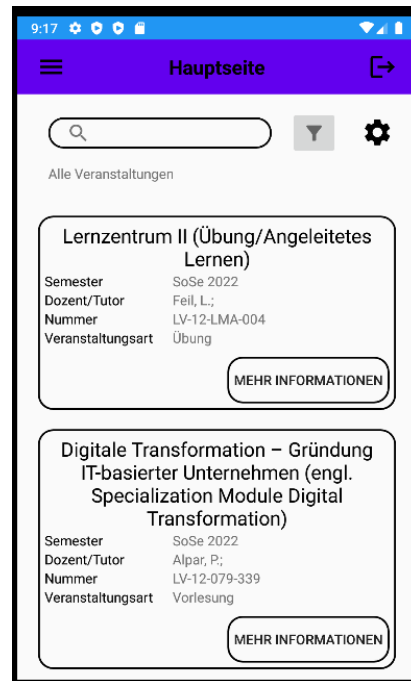 9:17
Hauptseite
Alle Veranstaltungen
Lernzentrum II (Übung/Angeleitetes
Lernen)
Semester SoSe 2022
Dozent/Tutor Feil, L.;
Nummer LV-12-LMA-004
Veranstaltungsart Übung
MEHR INFORMATIONEN
Digitale Transformation – Gründung
IT-basierter Unternehmen (engl.
Specialization Module Digital
Transformation)
Semester SoSe 2022
Dozent/Tutor Alpar, P.;
Nummer LV-12-079-339
Veranstaltungsart Vorlesung
MEHR INFORMATIONEN